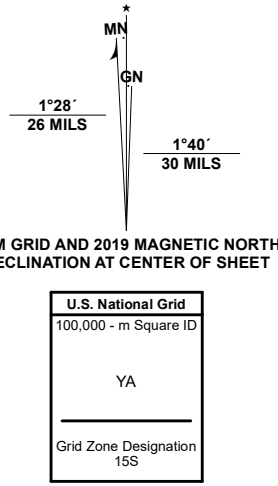 ★
MN
GN
1°28´
26 MILS
1°40´
30 MILS
M GRID AND 2019 MAGNETIC NORTH
ECLINATION AT CENTER OF SHEET
U.S. National Grid
100,000 - m Square ID
YA
Grid Zone Designation
15S